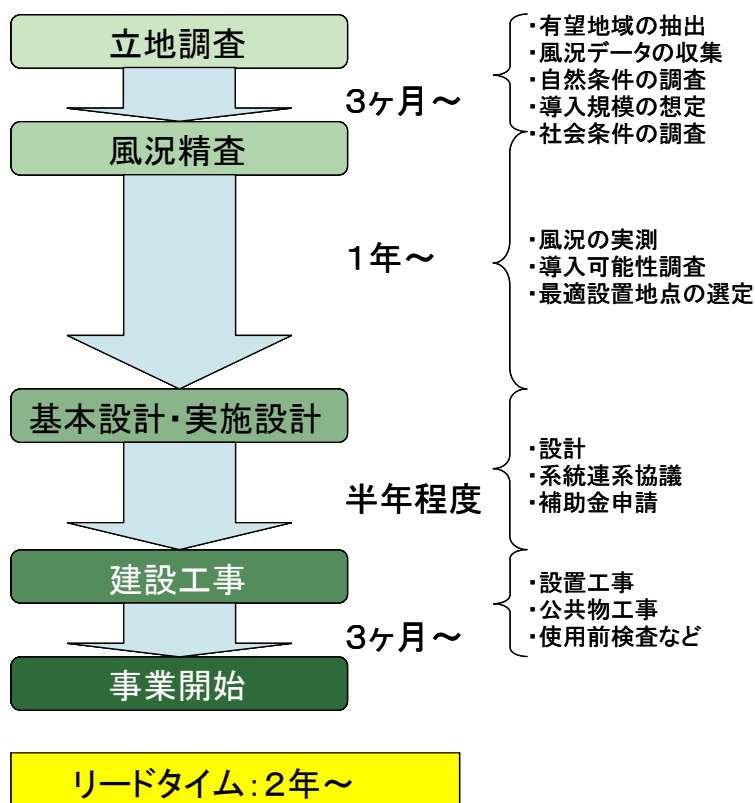 立地調査
3ヶ月～
・有望地域の抽出
・風況データの収集
・自然条件の調査
・導入規模の想定
・社会条件の調査
風況精査
1年～
・風況の実測
・導入可能性調査
・最適設置地点の選定
基本設計・実施設計
半年程度
・設計
・系統連系協議
・補助金申請
建設工事
3ヶ月～
・設置工事
・公共物工事
・使用前検査など
事業開始
リードタイム：2年～